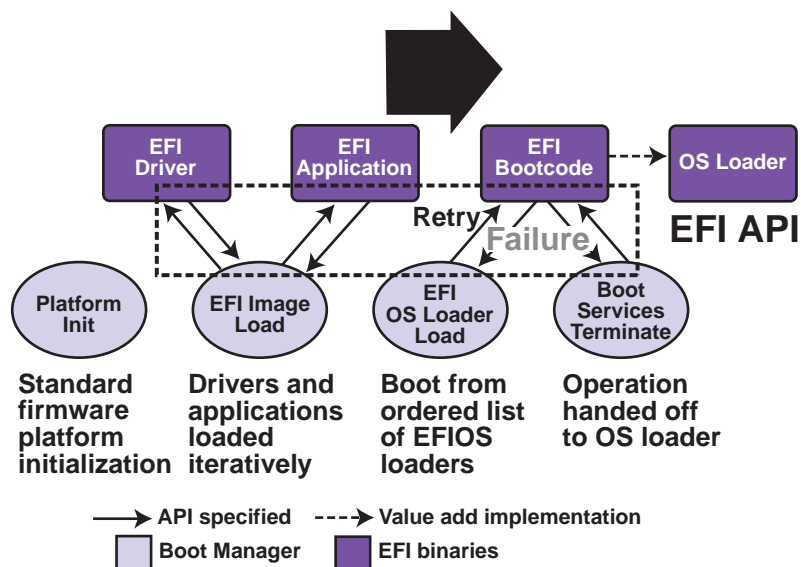 EFI
Driver
EFI
Application
EFI
Bootcode
OS Loader
Retry
Failure
EFI API
Platform
Init
EFI Image
Load
EFI
OS Loader
Load
Boot
Services
Terminate
Standard
firmware
platform
initialization
Drivers and
applications
loaded
iteratively
Boot from
ordered list
of EFIOS
loaders
Operation
handed off
to OS loader
API specified
Value add implementation
Boot Manager
EFI binaries